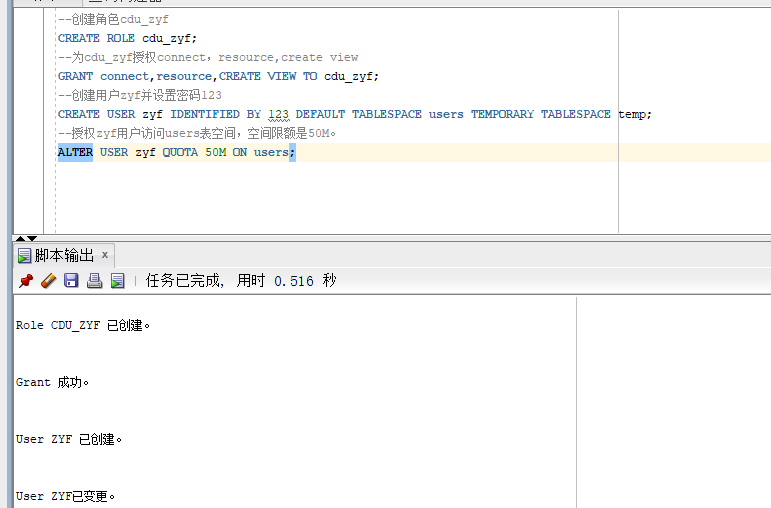 --创建角色cdu_zyf
CREATE ROLE cdu_zyf;
--为cdu_zyf授权connect，resource,create view
GRANT connect,resource,CREATE VIEW TO cdu_zyf;
--创建用户zyf并设置密码123
CREATE USER zyf IDENTIFIED BY 123 DEFAULT TABLESPACE users TEMPORARY TABLESPACE temp;
--授权zyf用户访问users表空间，空间限额是50M。
ALTER USER zyf QUOTA 50M ON users;
脚本输出 x
任务已完成, 用时 0.516 秒
Role CDU_ZYF 已创建。
Grant 成功。
User ZYF 已创建。
User ZYF已变更。